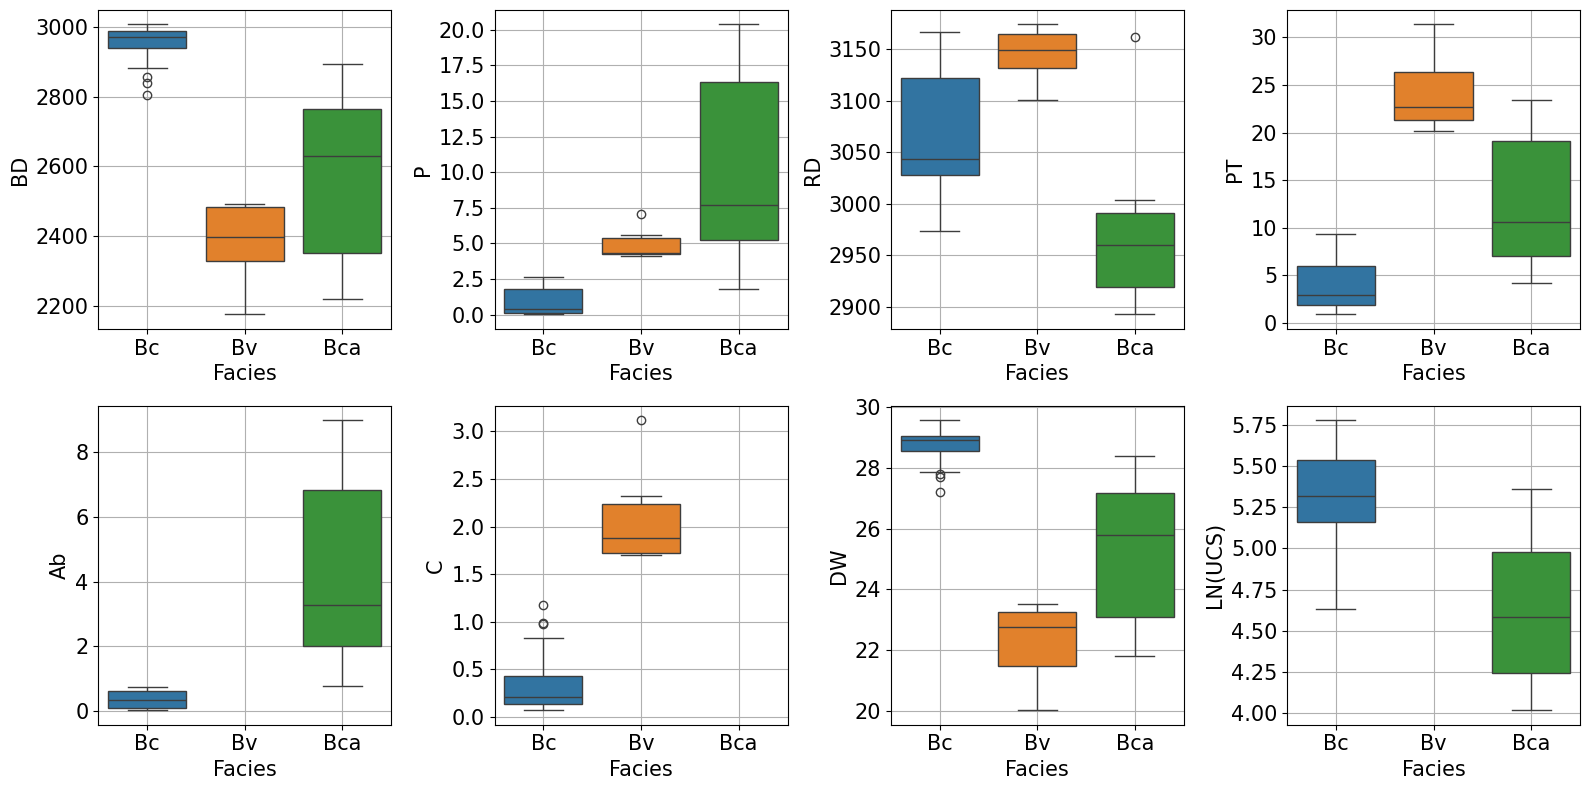 BD
3000
2800
2600
2400
2200
Bc Bv Bca
Facies
P
20.0
17.5
15.0
12.5
10.0
7.5
5.0
2.5
0.0
Bc Bv Bca
Facies
RD
3150
3100
3050
3000
2950
2900
Bc Bv Bca
Facies
PT
30
25
20
15
10
5
0
Bc Bv Bca
Facies
Ab
8
6
4
2
0
Bc Bv Bca
Facies
C
3.0
2.5
2.0
1.5
1.0
0.5
0.0
Bc Bv Bca
Facies
DW
30
28
26
24
22
20
Bc Bv Bca
Facies
LN(UCS)
5.75
5.50
5.25
5.00
4.75
4.50
4.25
4.00
Bc Bv Bca
Facies